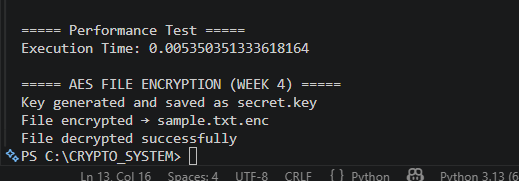 ===== Performance Test =====
Execution Time: 0.005350351333618164
===== AES FILE ENCRYPTION (WEEK 4) =====
Key generated and saved as secret.key
File encrypted → sample.txt.enc
File decrypted successfully
PS C:\CRYPTO_SYSTEM>
Ln 13, Col 16 Spaces: 4 UTF-8 CRLF { } Python Python 3.13 (6